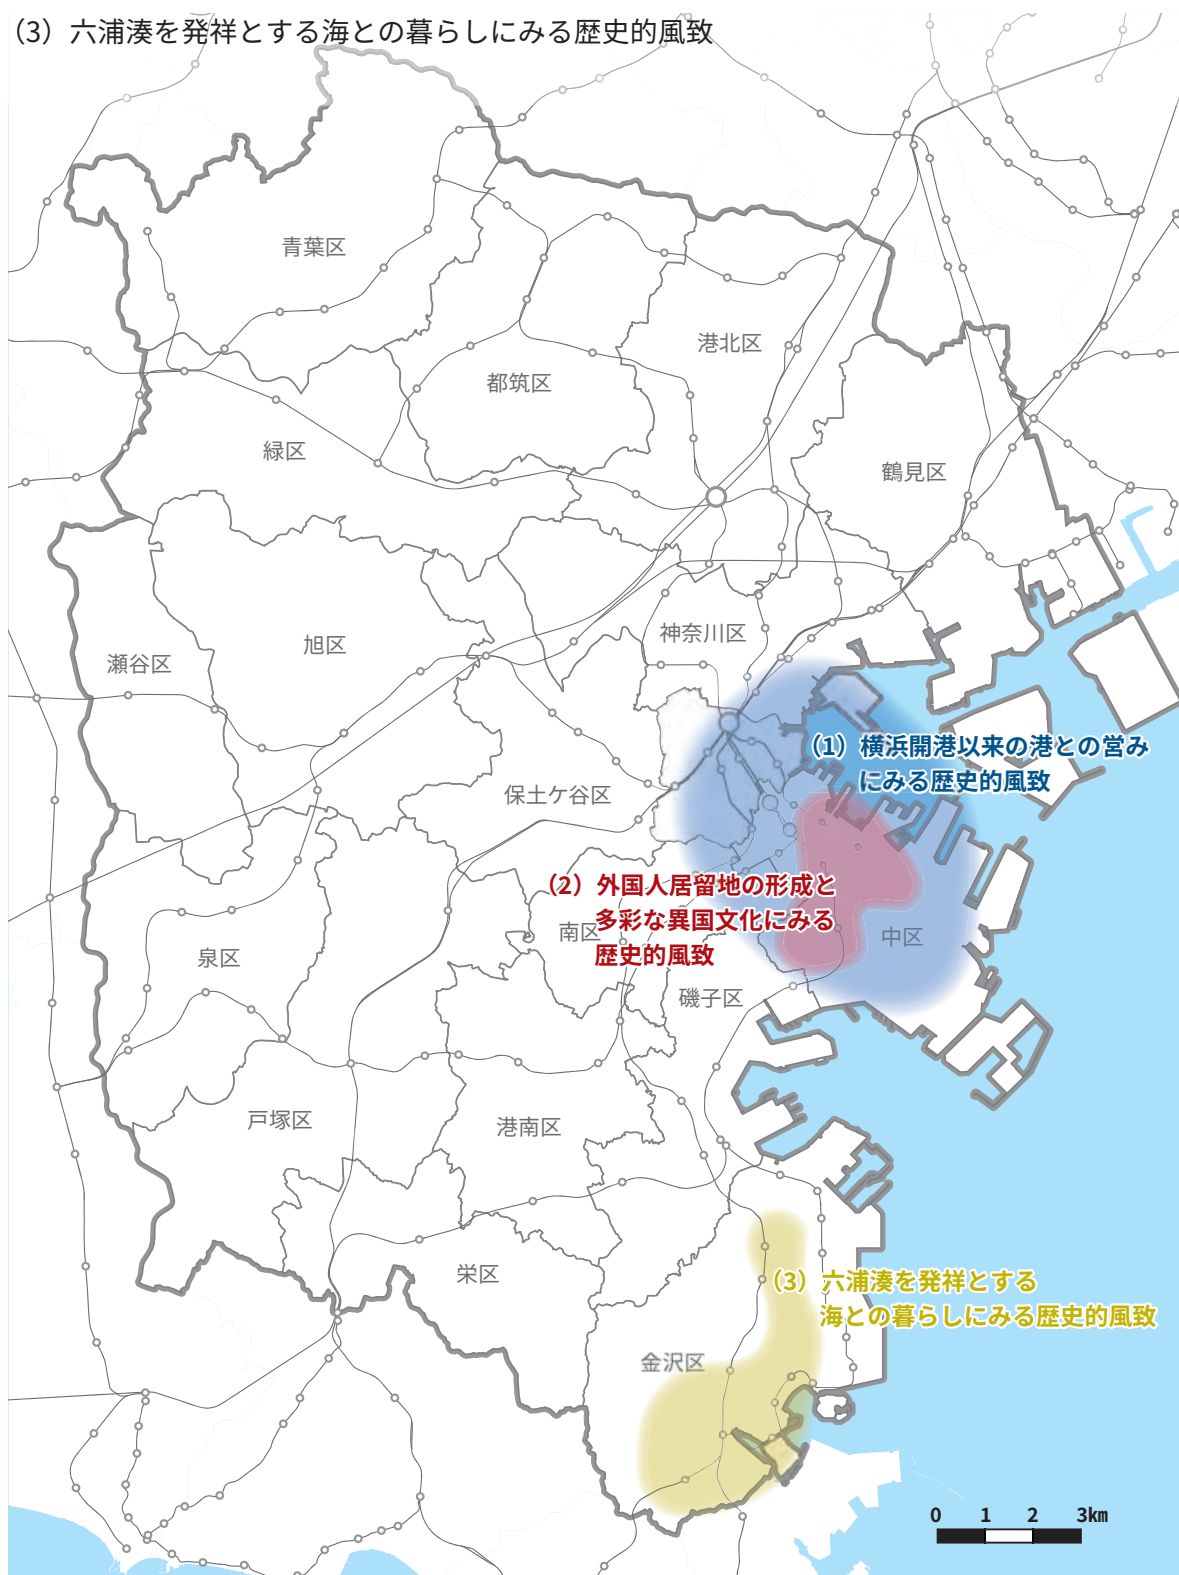 （3）六浦湊を発祥とする海との暮らしにみる歴史的風致
青葉区
港北区
都筑区
緑区
鶴見区
神奈川区
旭区
瀬谷区
（1）横浜開港以来の港との営み
にみる歴史的風致
保土ケ谷区
（2）外国人居留地の形成と
多彩な異国文化にみる
歴史的風致
南区
中区
泉区
磯子区
戸塚区
港南区
栄区
（3）六浦湊を発祥とする
海との暮らしにみる歴史的風致
金沢区
0 1 2 3km